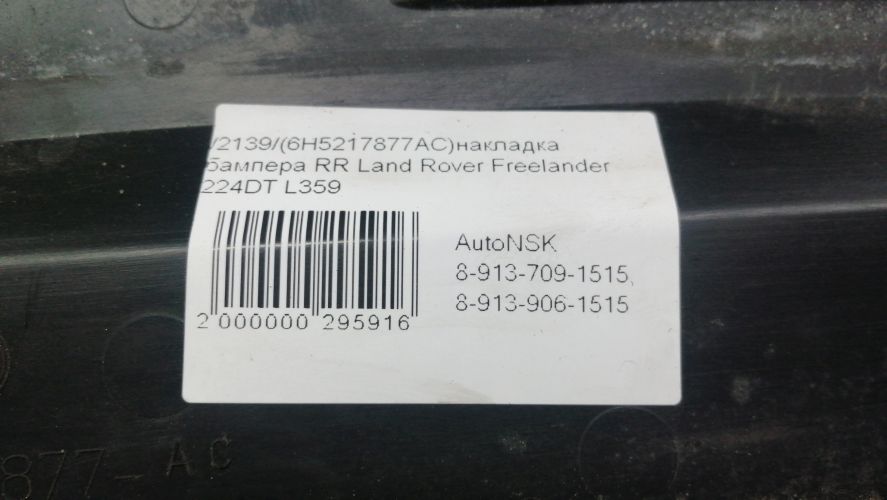 /2139/(6H5217877AC)накладка
бампера RR Land Rover Freelander
224DT L359
AutoNSK
8-913-709-1515,
8-913-906-1515
2 000000 295916
877-AC